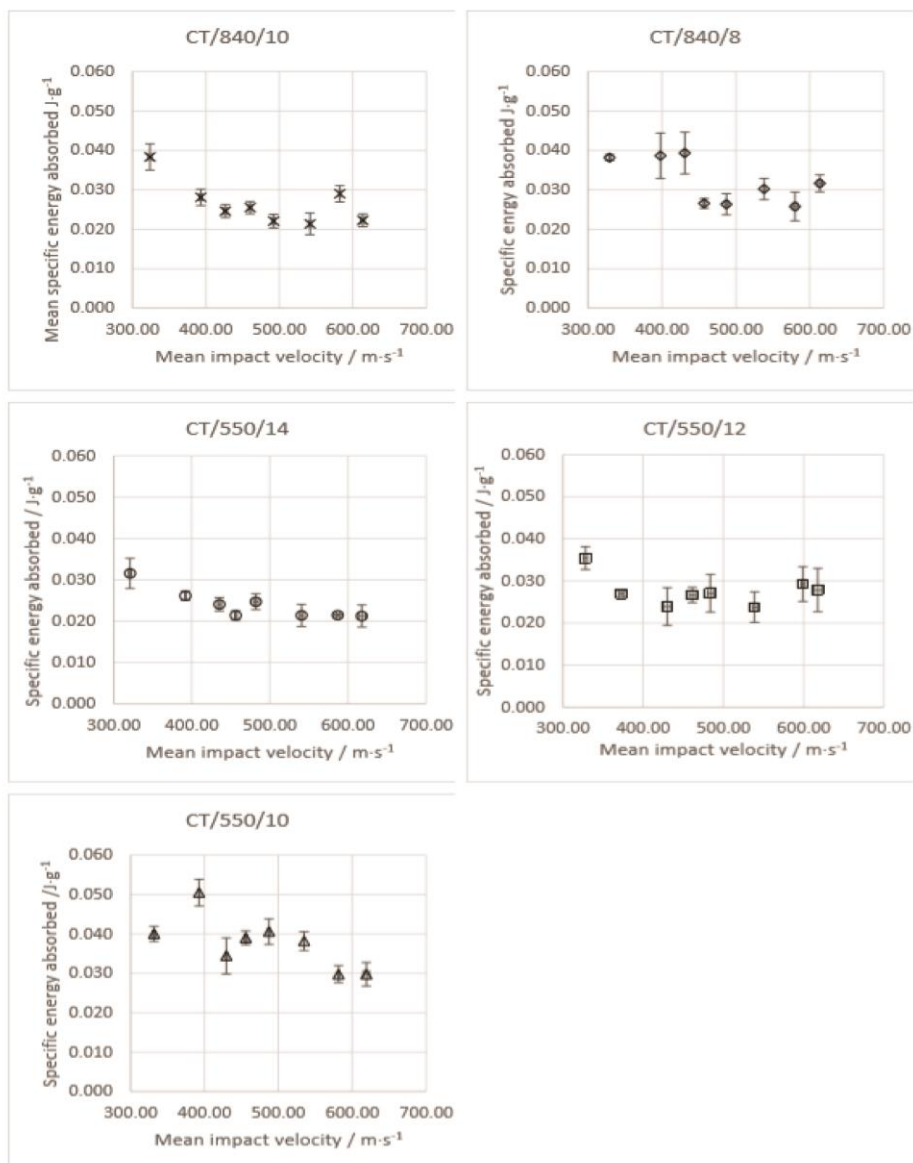 CT/840/10
Mean specific energy absorbed J·g⁻¹
0.060
0.050
0.040
0.030
0.020
0.010
0.000
300.00 400.00 500.00 600.00 700.00
Mean impact velocity / m·s⁻¹
CT/840/8
Specific enrgy absorbed J·g⁻¹
0.060
0.050
0.040
0.030
0.020
0.010
0.000
300.00 400.00 500.00 600.00 700.00
Mean impact velocity / m·s⁻¹
CT/550/14
Specific energy absorbed / J·g⁻¹
0.060
0.050
0.040
0.030
0.020
0.010
0.000
300.00 400.00 500.00 600.00 700.00
Mean impact velocity / m·s⁻¹
CT/550/12
Specific energy absorbed / J·g⁻¹
0.060
0.050
0.040
0.030
0.020
0.010
0.000
300.00 400.00 500.00 600.00 700.00
Mean impact velocity / m·s⁻¹
CT/550/10
Specific energy absorbed /J·g⁻¹
0.060
0.050
0.040
0.030
0.020
0.010
0.000
300.00 400.00 500.00 600.00 700.00
Mean impact velocity / m·s⁻¹